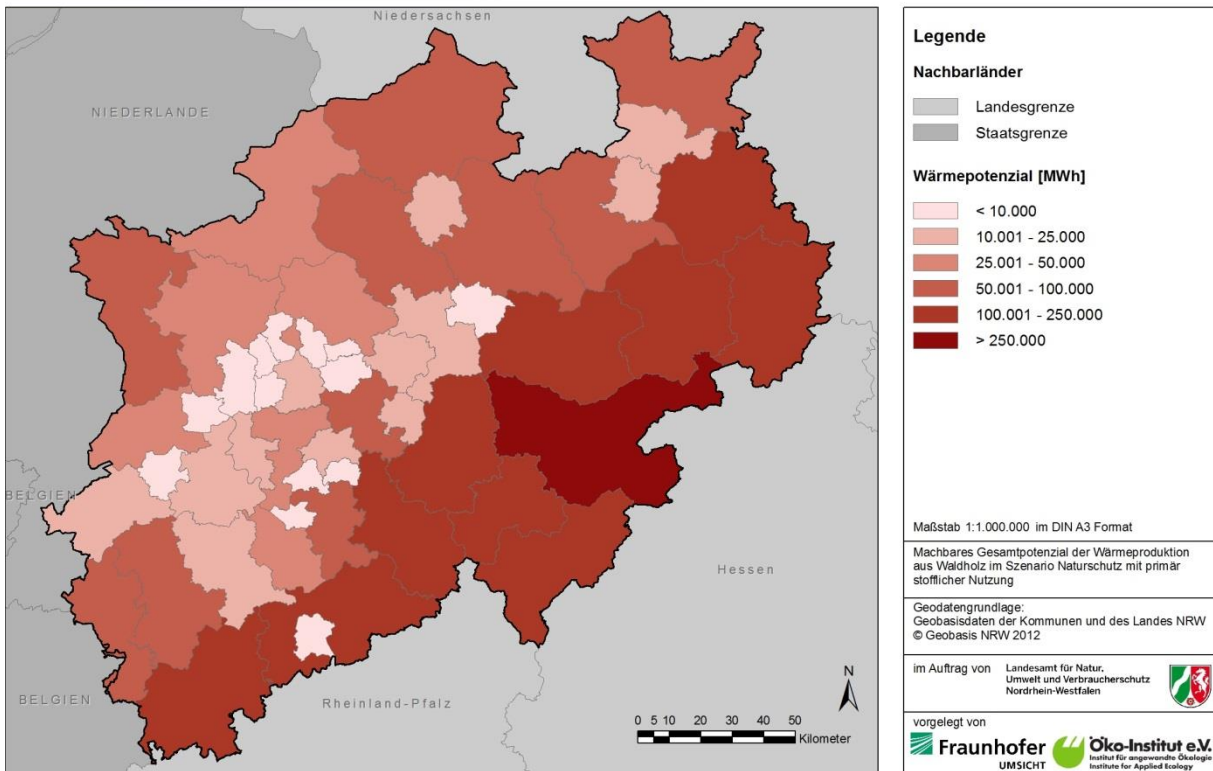 Niedersachsen
NIEDERLANDE
BELGIEN
BELGIEN
Hessen
Rheinland-Pfalz
N
0 5 10 20 30 40 50
Kilometer
Legende
Nachbarländer
Landesgrenze
Staatsgrenze
Wärmepotenzial [MWh]
< 10.000
10.001 - 25.000
25.001 - 50.000
50.001 - 100.000
100.001 - 250.000
> 250.000
Maßstab 1:1.000.000 im DIN A3 Format
Machbares Gesamtpotenzial der Wärmeproduktion
aus Waldholz im Szenario Naturschutz mit primär
stofflicher Nutzung
Geodatengrundlage:
Geobasisdaten der Kommunen und des Landes NRW
© Geobasis NRW 2012
im Auftrag von
Landesamt für Natur,
Umwelt und Verbraucherschutz
Nordrhein-Westfalen
vorgelegt von
Fraunhofer
UMSICHT
Öko-Institut e.V.
Institut für angewandte Ökologie
Institute for Applied Ecology